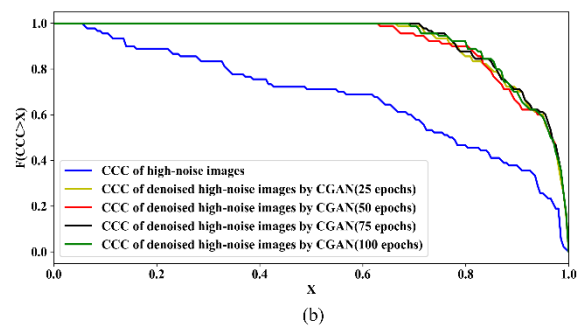 1.0
0.8
0.6
0.4
0.2
0.0
F(CCC>X)
CCC of high-noise images
CCC of denoised high-noise images by CGAN(25 epochs)
CCC of denoised high-noise images by CGAN(50 epochs)
CCC of denoised high-noise images by CGAN(75 epochs)
CCC of denoised high-noise images by CGAN(100 epochs)
0.0 0.2 0.4 0.6 0.8 1.0
X
(b)